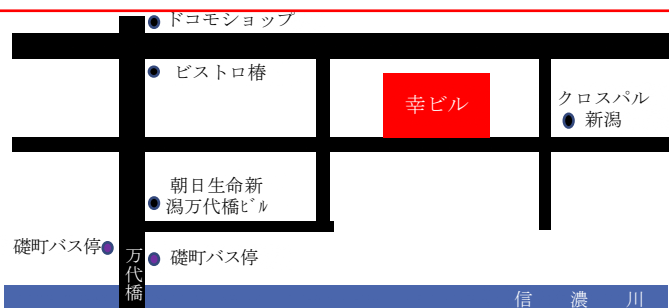 ドコモショップ
ビストロ椿
幸ビル
クロスパル
新潟
朝日生命新
潟万代橋ﾋﾞﾙ
礎町バス停
万代橋
礎町バス停
信濃川